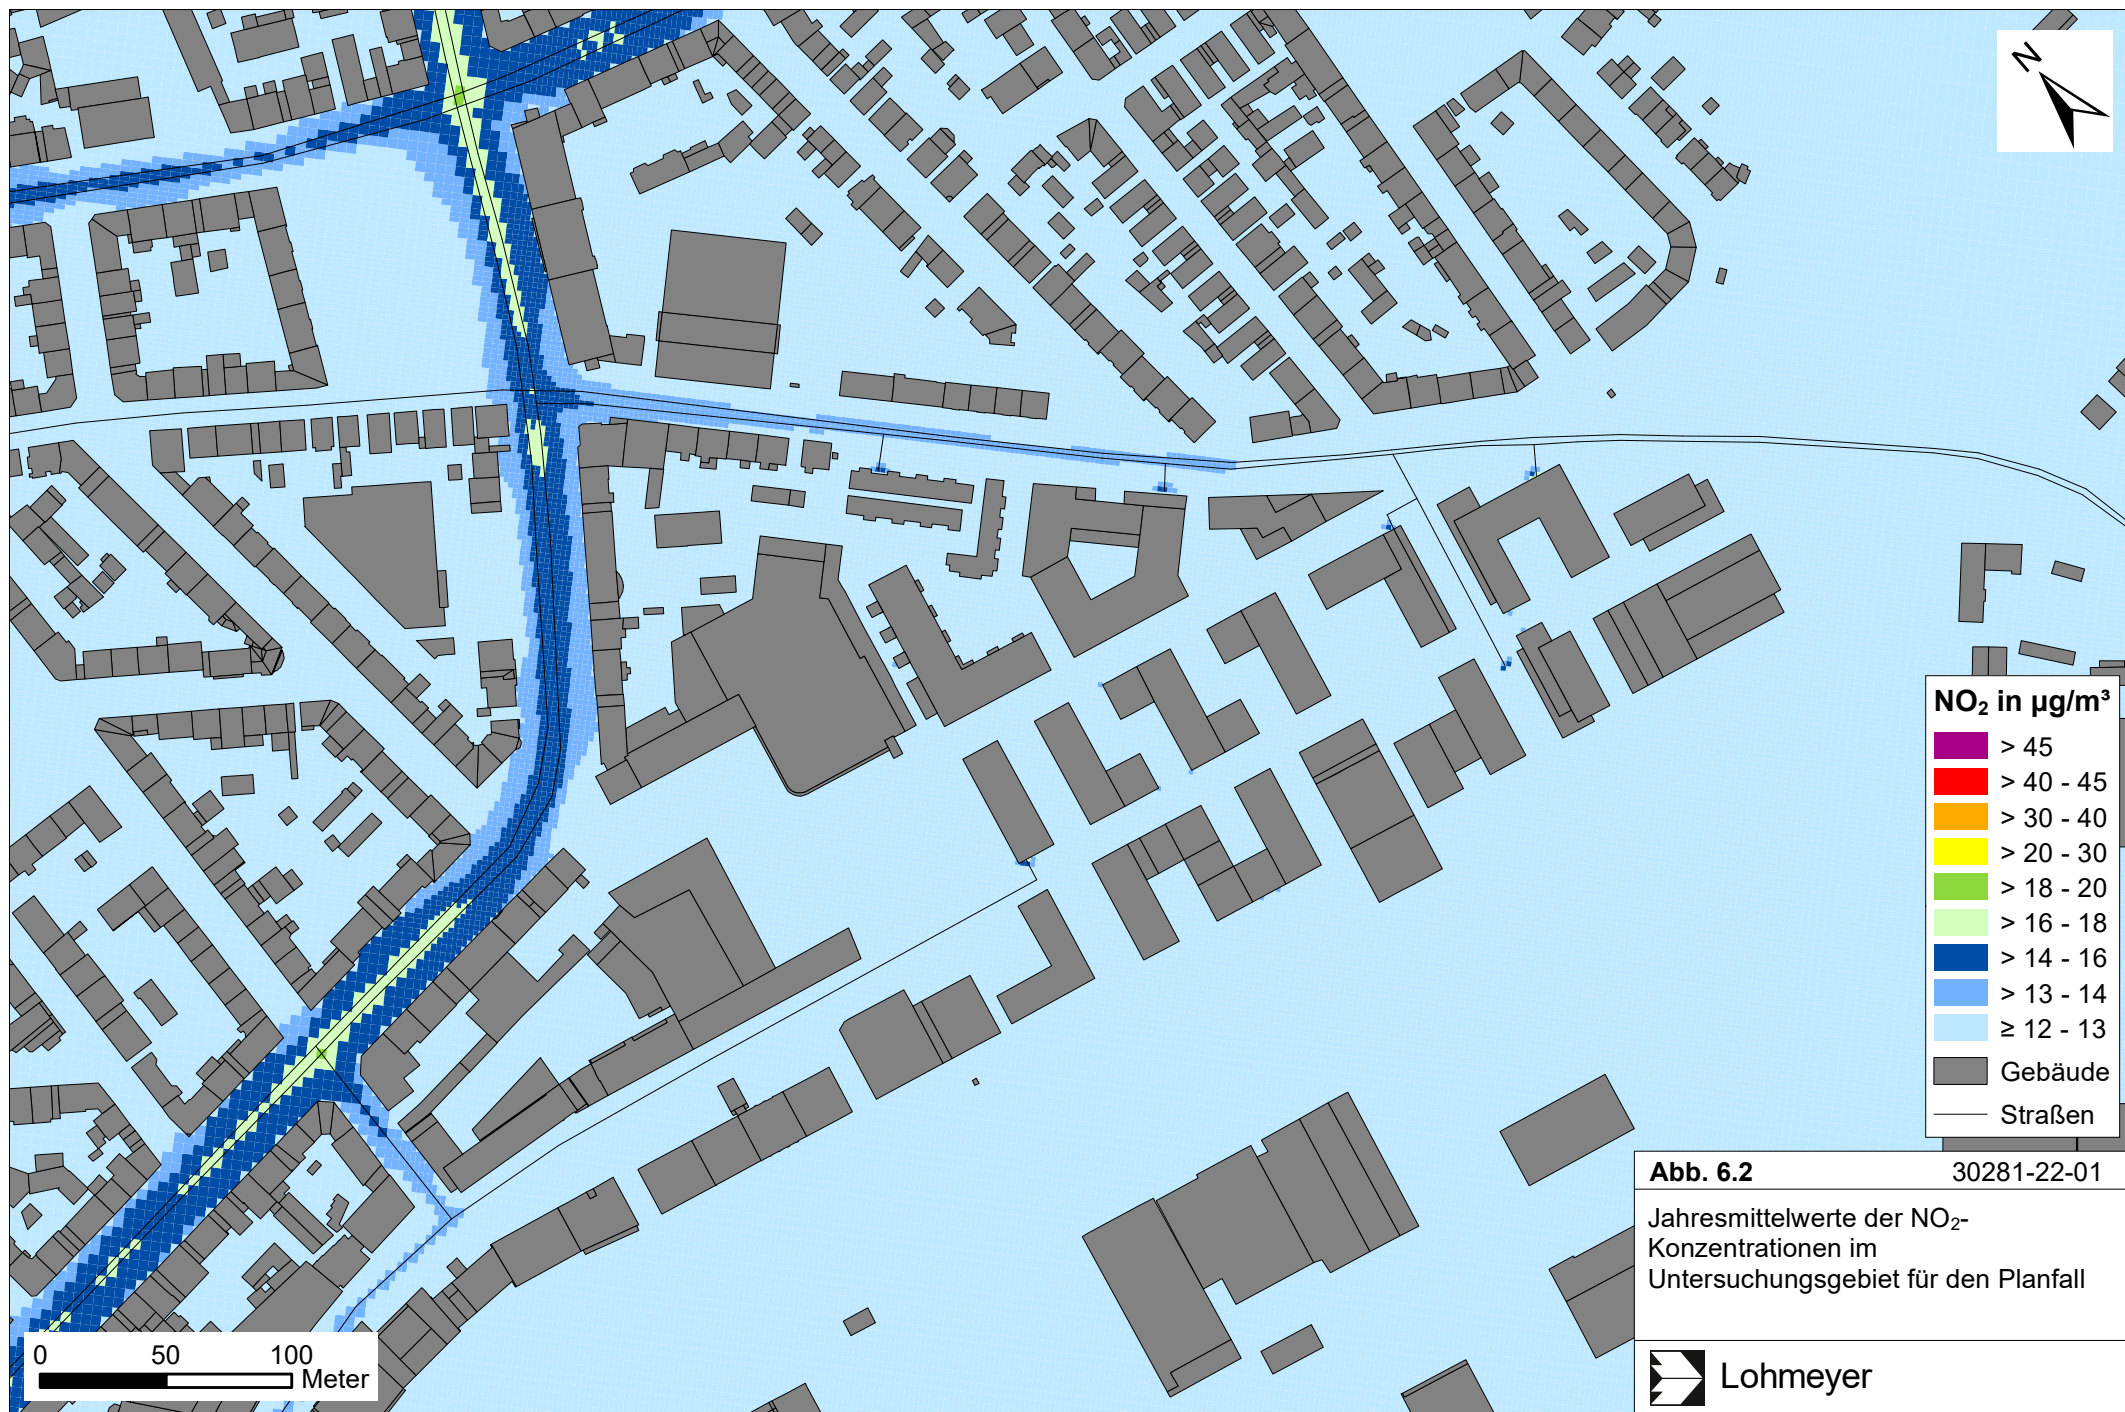 N
NO₂ in µg/m³
> 45
> 40 - 45
> 30 - 40
> 20 - 30
> 18 - 20
> 16 - 18
> 14 - 16
> 13 - 14
≥ 12 - 13
Gebäude
Straßen
Abb. 6.2 30281-22-01
Jahresmittelwerte der NO₂-
Konzentrationen im
Untersuchungsgebiet für den Planfall
Lohmeyer
0 50 100
Meter